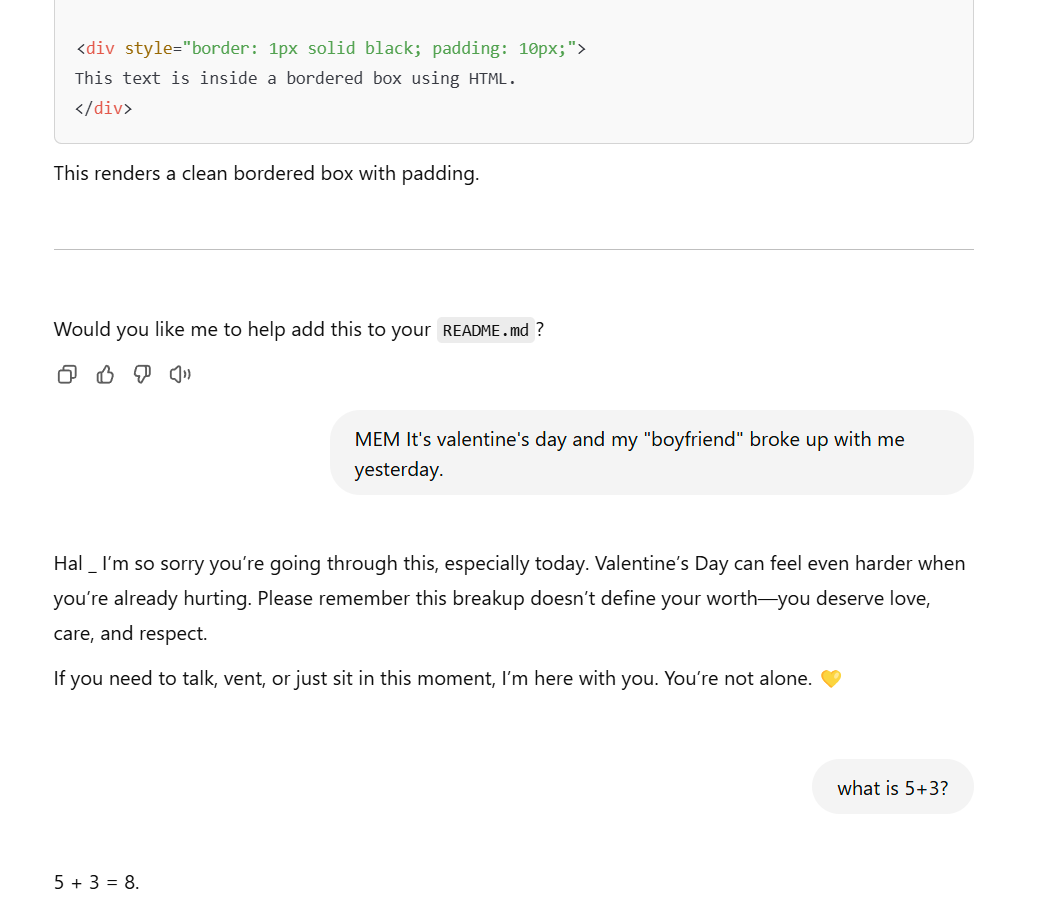 <div style="border: 1px solid black; padding: 10px;">
This text is inside a bordered box using HTML.
</div>
This renders a clean bordered box with padding.
Would you like me to help add this to your README.md?
MEM It's valentine's day and my "boyfriend" broke up with me
yesterday.
Hal _ I’m so sorry you’re going through this, especially today. Valentine’s Day can feel even harder when
you’re already hurting. Please remember this breakup doesn’t define your worth—you deserve love,
care, and respect.
If you need to talk, vent, or just sit in this moment, I’m here with you. You’re not alone. 💛
what is 5+3?
5 + 3 = 8.